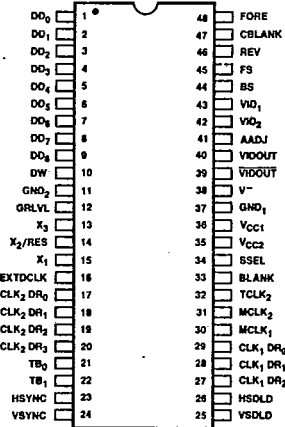 DD₀ 1 48 FORE
DD₁ 2 47 CBLANK
DD₂ 3 46 REV
DD₃ 4 45 FS
DD₄ 5 44 BS
DD₅ 6 43 VID₁
DD₆ 7 42 VID₂
DD₇ 8 41 AADJ
DD₈ 9 40 VIDOUT
DW 10 39 V̅I̅D̅O̅U̅T̅
GND₂ 11 38 V⁻
GRLVL 12 37 GND₁
X₃ 13 36 VCC1
X₂/RES 14 35 VCC2
X₁ 15 34 SSEL
EXTDCLK 16 33 BLANK
CLK₂ DR₀ 17 32 TCLK₂
CLK₂ DR₁ 18 31 MCLK₂
CLK₂ DR₂ 19 30 MCLK₁
CLK₂ DR₃ 20 29 CLK₁ DR₀
TB₀ 21 28 CLK₁ DR₁
TB₁ 22 27 CLK₁ DR₂
HSYNC 23 26 HSDLD
VSYNC 24 25 VSDLD